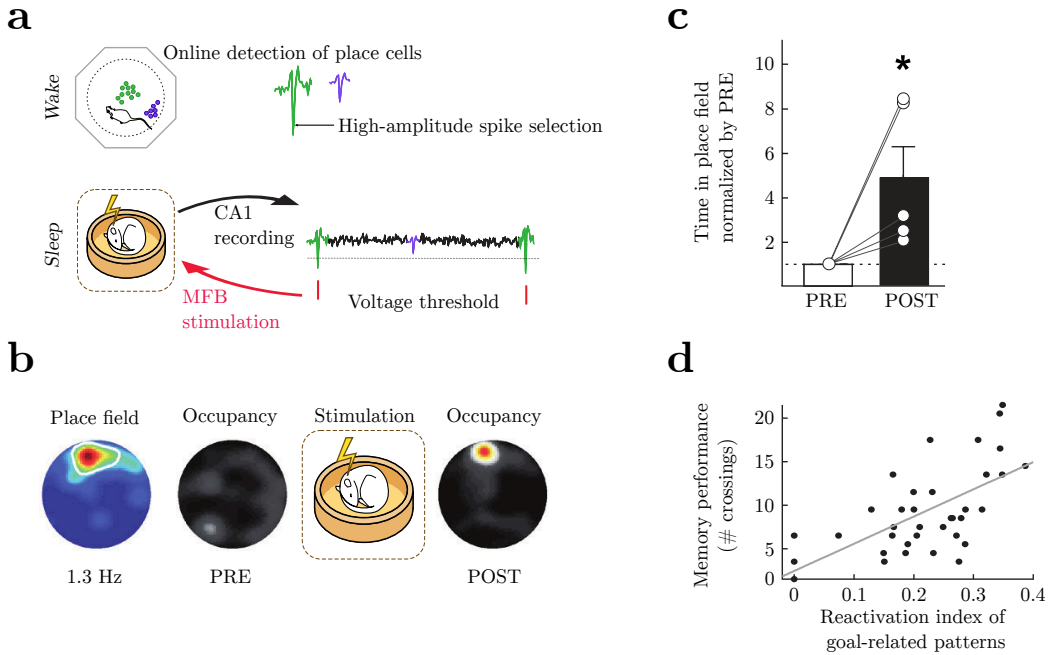 a
Wake
Online detection of place cells
High-amplitude spike selection
Sleep
CA1
recording
MFB
stimulation
Voltage threshold
b
Place field
Occupancy
Stimulation
Occupancy
1.3 Hz
PRE
POST
c
Time in place field
normalized by PRE
10
8
6
4
2
*
PRE
POST
d
Memory performance
(# crossings)
20
15
10
5
0
0
0.1
0.2
0.3
0.4
Reactivation index of
goal-related patterns